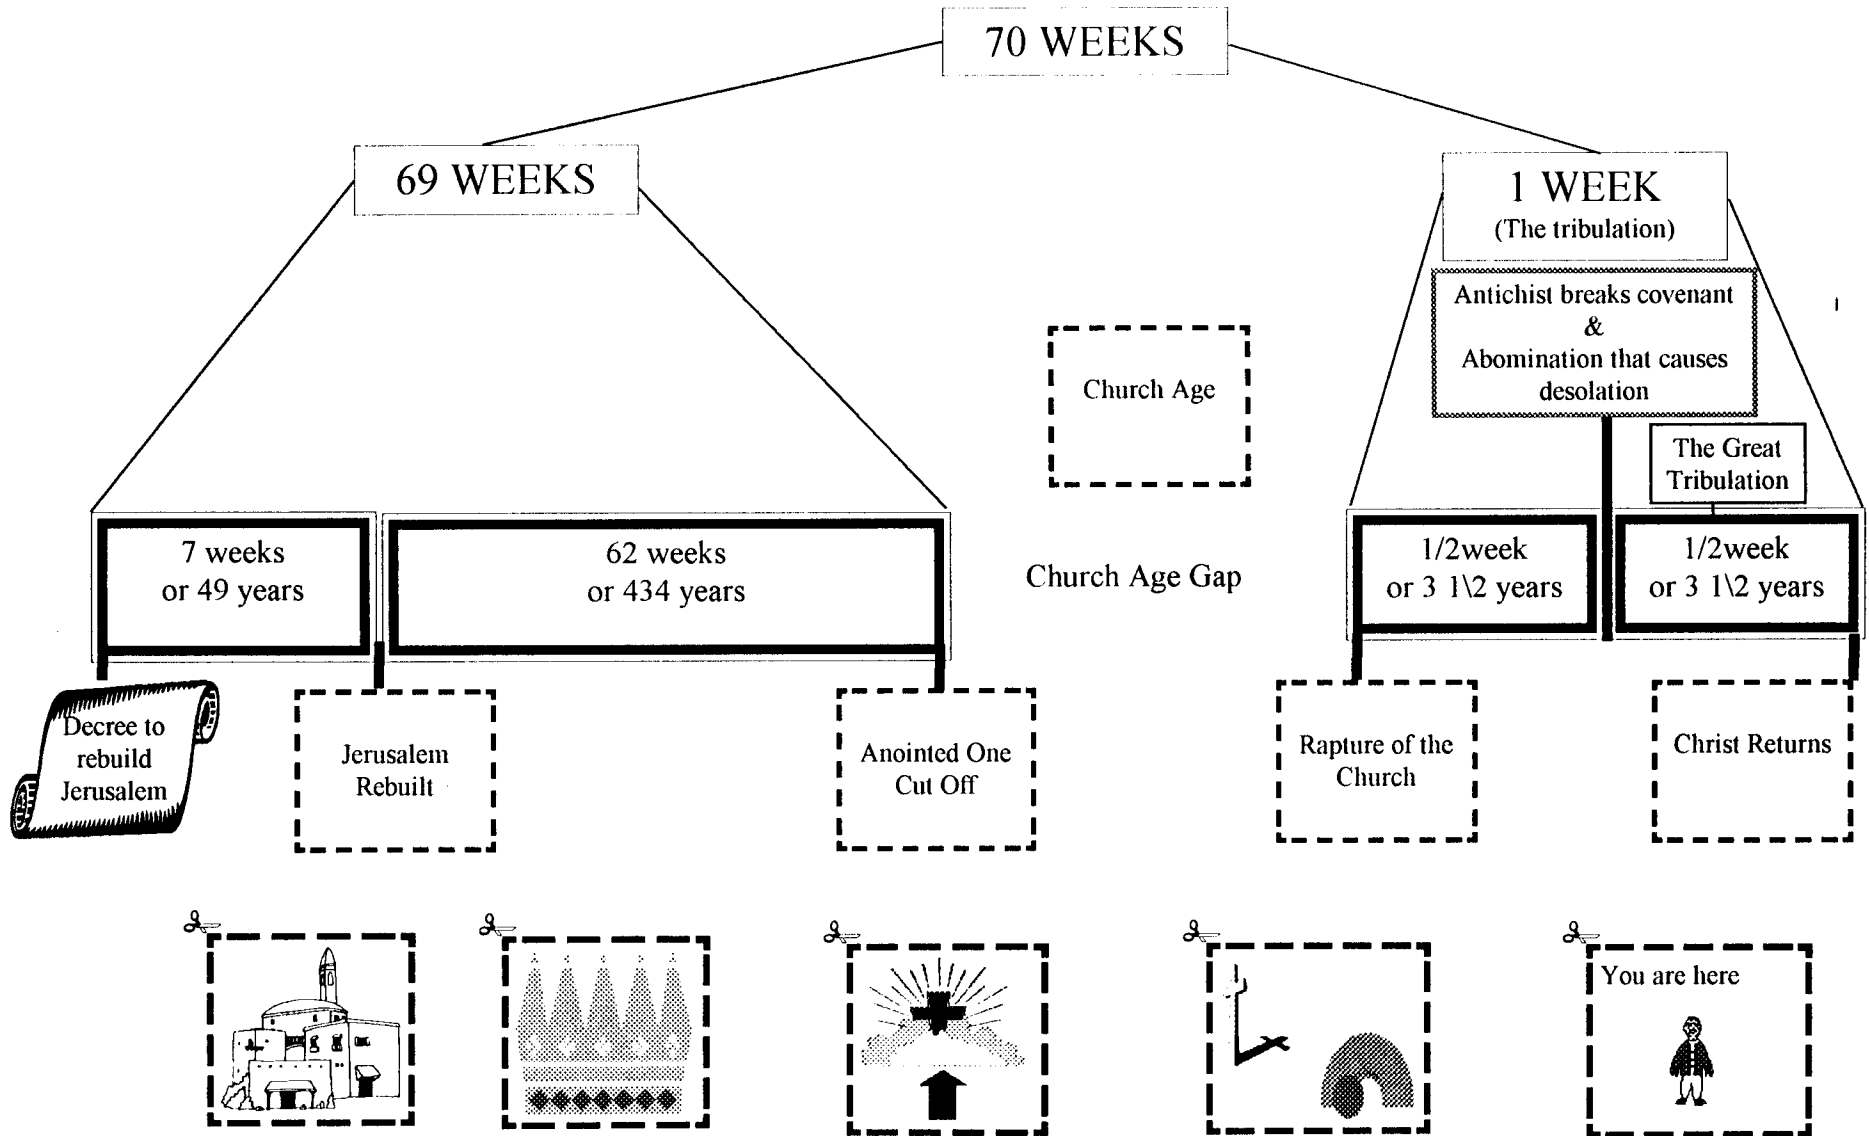 70 WEEKS
69 WEEKS
1 WEEK
(The tribulation)
Antichist breaks covenant
&
Abomination that causes
desolation
Church Age
The Great
Tribulation
7 weeks
or 49 years
62 weeks
or 434 years
Church Age Gap
1/2week
or 3 1\2 years
1/2week
or 3 1\2 years
Decree to
rebuild
Jerusalem
Jerusalem
Rebuilt
Anointed One
Cut Off
Rapture of the
Church
Christ Returns
You are here